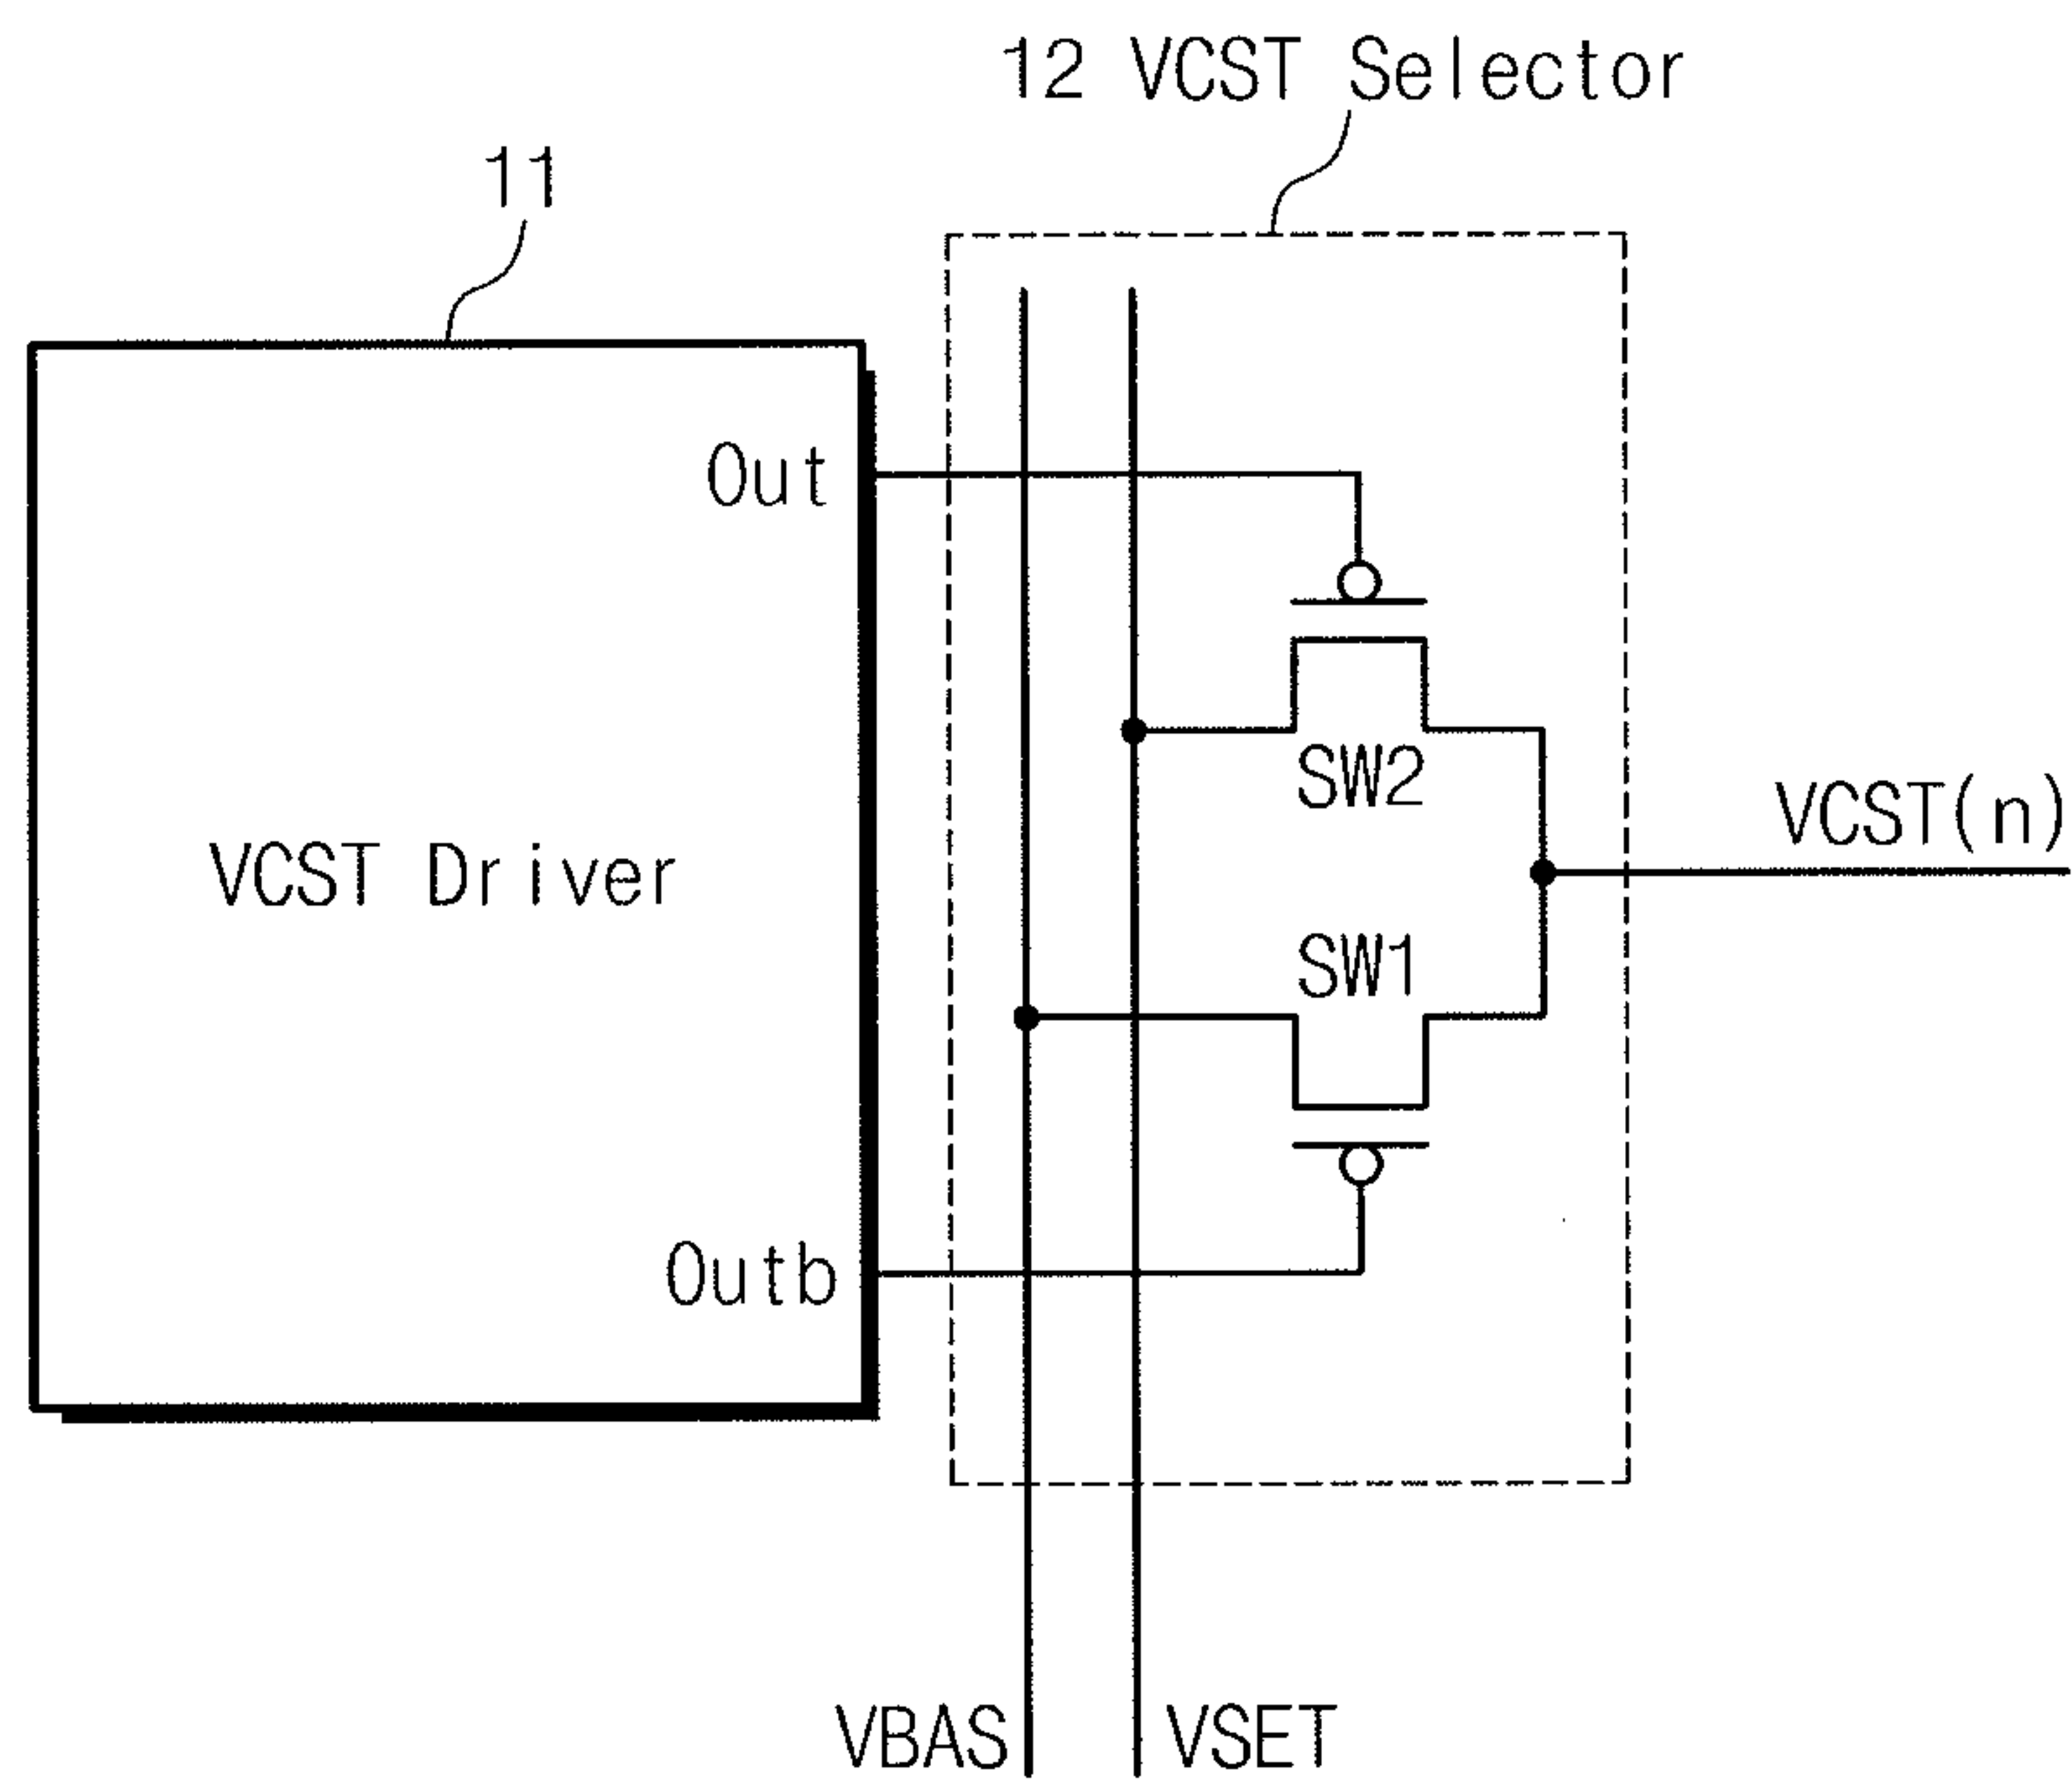 12 VCST Selector
11
Out
SW2
VCST(n)
VCST Driver
SW1
Outb
VBAS
VSET